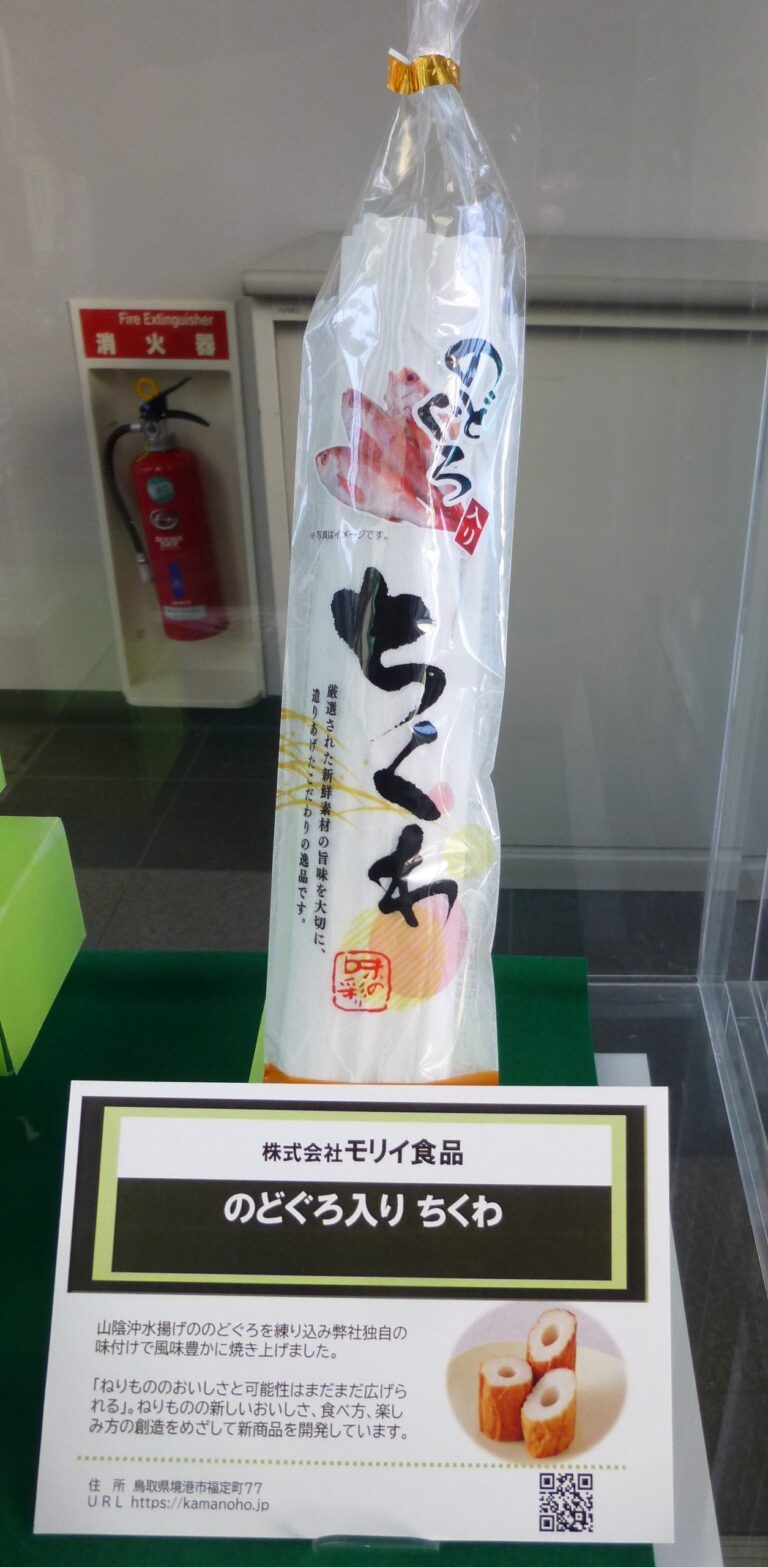 Fire Extinguisher
消火器
のどぐろ
入り
※写真はイメージです。
ちくわ
厳選された新鮮素材の旨味を大切に、
造りあげたこだわりの逸品です。
味の
彩り
株式会社モリイ食品
のどぐろ入り ちくわ
山陰沖水揚げののどぐろを練り込み弊社独自の
味付けで風味豊かに焼き上げました。
「ねりもののおいしさと可能性はまだまだ広げら
れる」。ねりものの新しいおいしさ、食べ方、楽し
み方の創造をめざして新商品を開発しています。
住 所 鳥取県境港市福定町77
URL https://kamanoho.jp